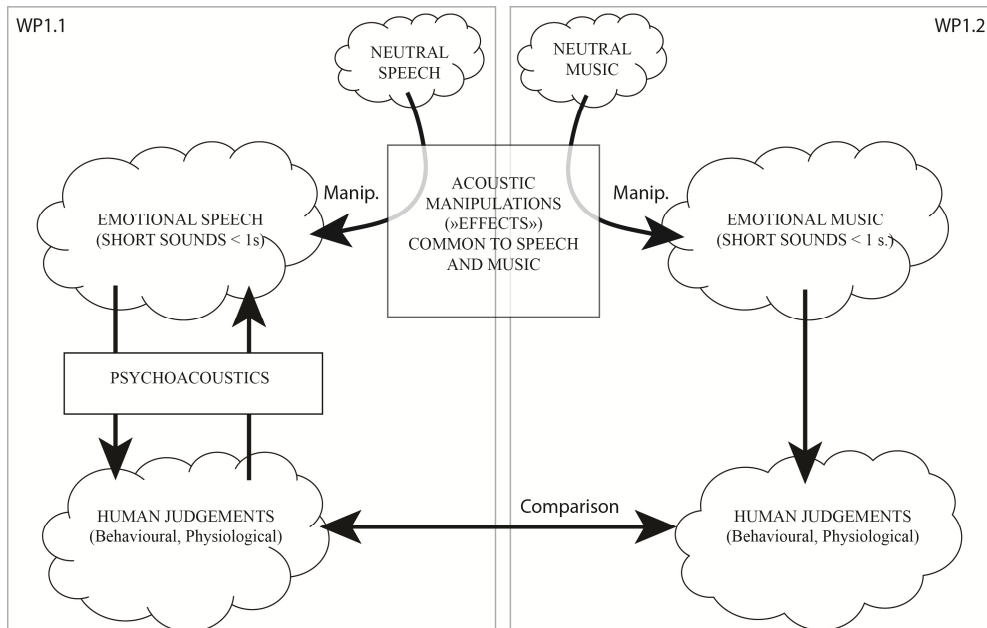 WP1.1
WP1.2
NEUTRAL
SPEECH
NEUTRAL
MUSIC
Manip.
ACOUSTIC
MANIPULATIONS
(»EFFECTS»)
COMMON TO SPEECH
AND MUSIC
Manip.
EMOTIONAL SPEECH
(SHORT SOUNDS < 1s)
EMOTIONAL MUSIC
(SHORT SOUNDS < 1 s.)
PSYCHOACOUSTICS
HUMAN JUDGEMENTS
(Behavioural, Physiological)
Comparison
HUMAN JUDGEMENTS
(Behavioural, Physiological)